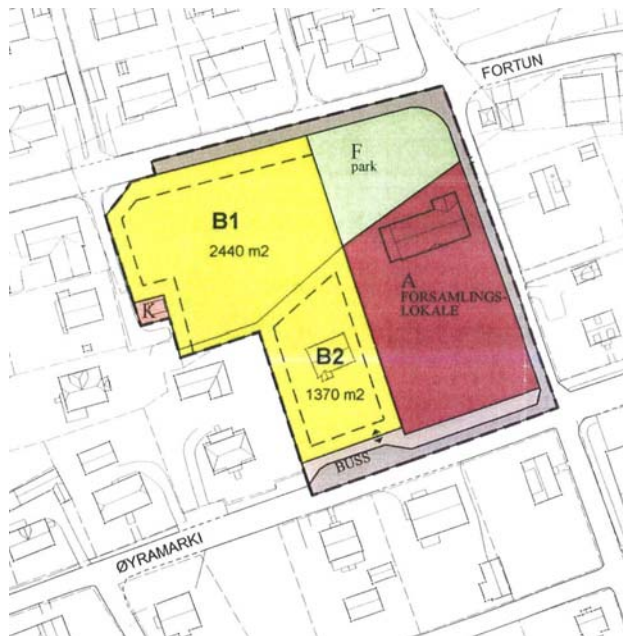 FORTUN
F
park
B1
2440 m2
A
FORSAMLINGS-
LOKALE
K
B2
1370 m2
BUSS
ØYRAMARKI